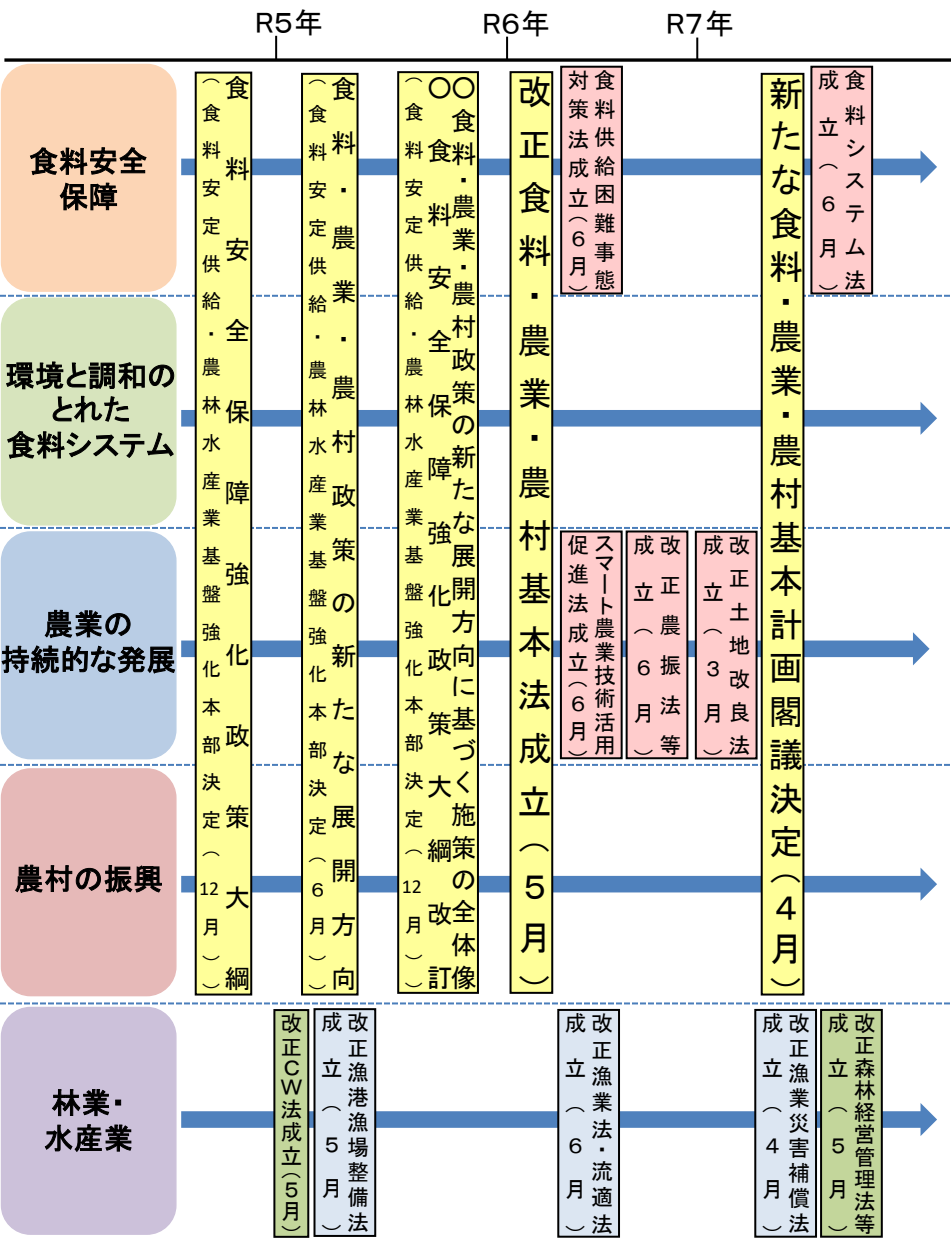 R5年
R6年
R7年
食料安全
保障
環境と調和の
とれた
食料システム
農業の
持続的な発展
農村の振興
林業・
水産業
食料安全保障強化政策大綱
（食料安定供給・農林水産業基盤強化本部決定（12月））
食料・農業・農村政策の新たな展開方向
（食料安定供給・農林水産業基盤強化本部決定（6月））
〇食料・農業・農村政策の新たな展開方向に基づく施策の全体像
〇食料安全保障強化政策大綱改訂
（食料安定供給・農林水産業基盤強化本部決定（12月））
改正食料・農業・農村基本法成立（5月）
食料供給困難事態
対策法成立（6月）
スマート農業技術活用
促進法成立（6月）
改正農振法等
成立（6月）
改正土地改良法
成立（3月）
新たな食料・農業・農村基本計画閣議決定（4月）
食料システム法
成立（6月）
改正CW法成立（5月）
改正漁港漁場整備法
成立（5月）
改正漁業法・流適法
成立（6月）
改正漁業災害補償法
成立（4月）
改正森林経営管理法等
成立（5月）